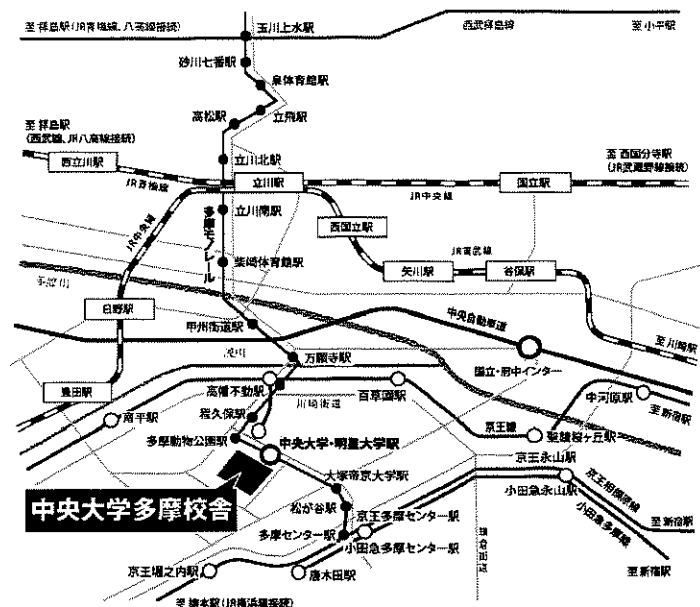 至 拝島駅(JR青梅線、八高線接続)
玉川上水駅
西武拝島線
至 小平駅
砂川七番駅
泉体育館駅
高松駅
立飛駅
至 拝島駅
(西武線、JR八高線接続)
立川北駅
至 西国分寺駅
(JR武蔵野線接続)
西立川駅
JR青梅線
立川駅
JR中央線
国立駅
立川南駅
西国立駅
多摩モノレール
JR中央線
柴崎体育館駅
JR南武線
矢川駅
谷保駅
多摩川
日野駅
中央自動車道
甲州街道駅
至 川崎駅
浅川
万願寺駅
国立・府中インター
豊田駅
高幡不動駅
百草園駅
中河原駅
南平駅
程久保駅
川崎街道
京王線
至 新宿駅
多摩動物公園駅
中央大学・明星大学駅
聖蹟桜ヶ丘駅
大塚帝京大学駅
京王永山駅
中央大学多摩校舎
松が谷駅
京王多摩センター駅
小田急永山駅
京王相模原線
多摩センター駅
小田急多摩センター駅
鎌倉街道
小田急多摩線
至 新宿駅
京王堀之内駅
唐木田駅
至 新宿駅
至 橋本駅(JR横浜線接続)